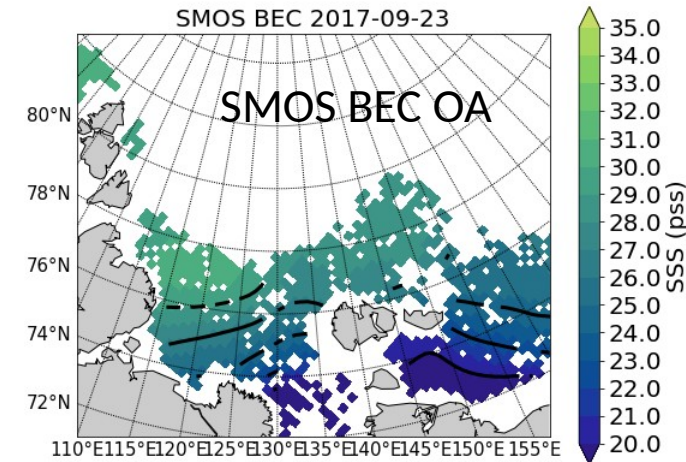 SMOS BEC 2017-09-23
SMOS BEC OA
80°N
78°N
76°N
74°N
72°N
110°E115°E120°E125°E130°E135°E140°E145°E150°E 155°E
35.0
34.0
33.0
32.0
31.0
30.0
29.0
28.0
27.0
26.0
25.0
24.0
23.0
22.0
21.0
20.0
SSS (pss)